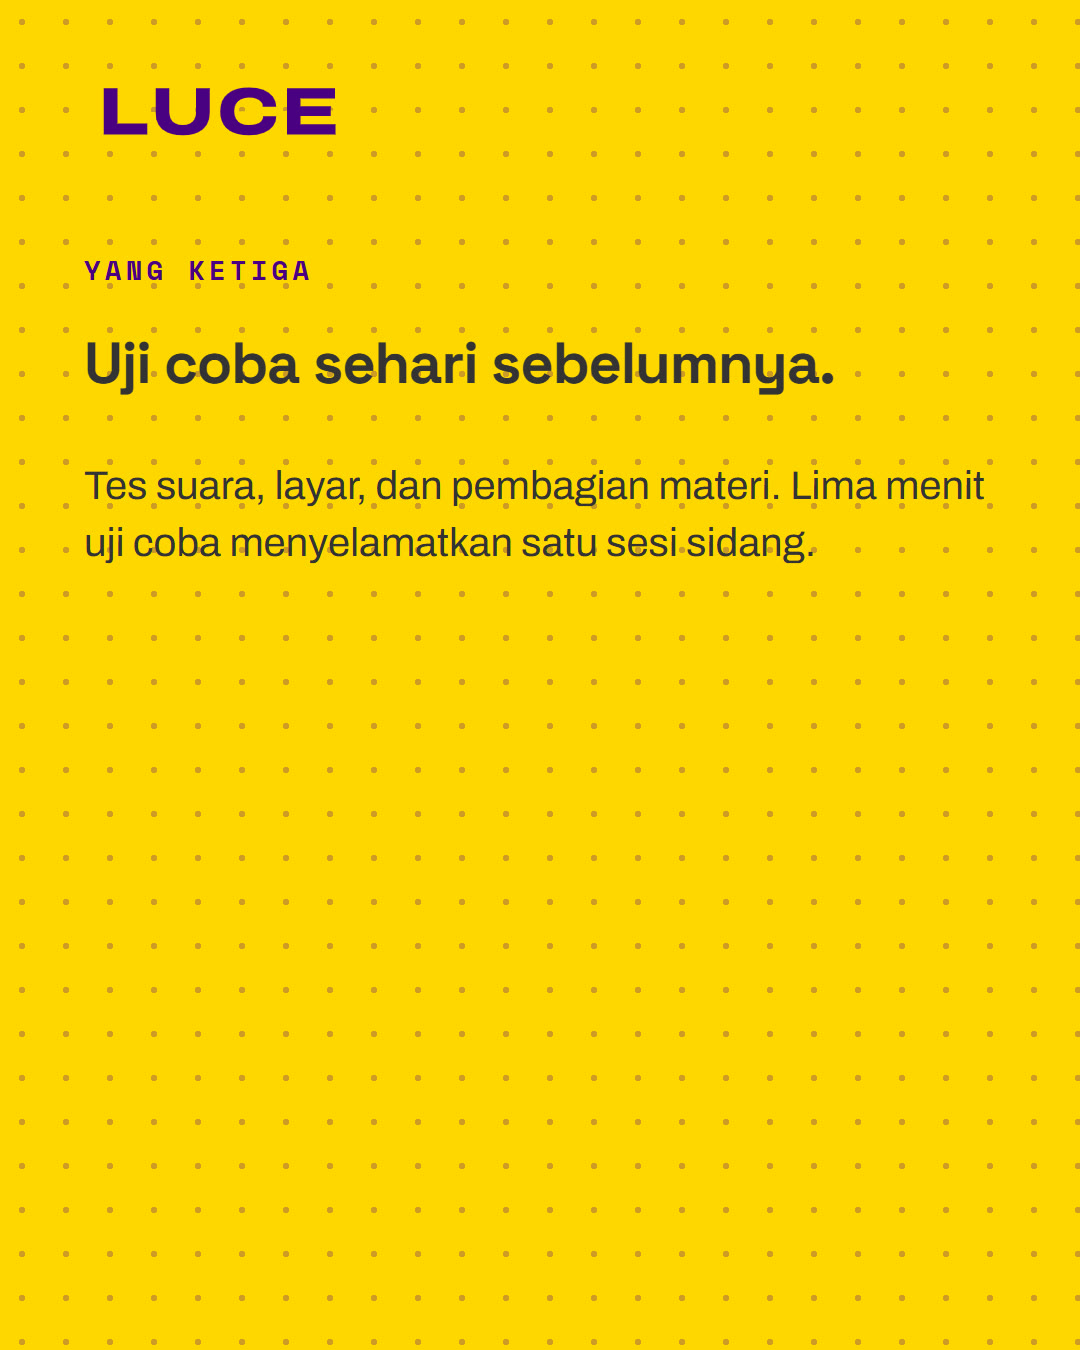 LUCE
YANG KETIGA
Uji coba sehari sebelumnya.
Tes suara, layar, dan pembagian materi. Lima menit
uji coba menyelamatkan satu sesi sidang.